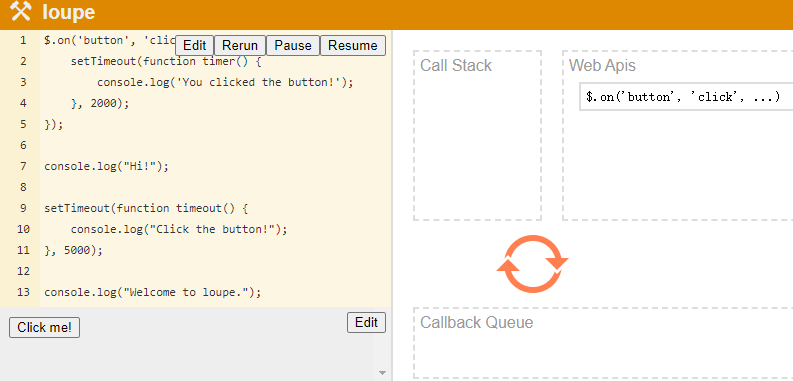 loupe
Edit Rerun Pause Resume
1 $.on('button', 'clic
2 setTimeout(function timer() {
3 console.log('You clicked the button!');
4 }, 2000);
5 });
6
7 console.log("Hi!");
8
9 setTimeout(function timeout() {
10 console.log("Click the button!");
11 }, 5000);
12
13 console.log("Welcome to loupe.");
Click me!
Edit
Call Stack
Web Apis
$.on('button', 'click', ...)
Callback Queue